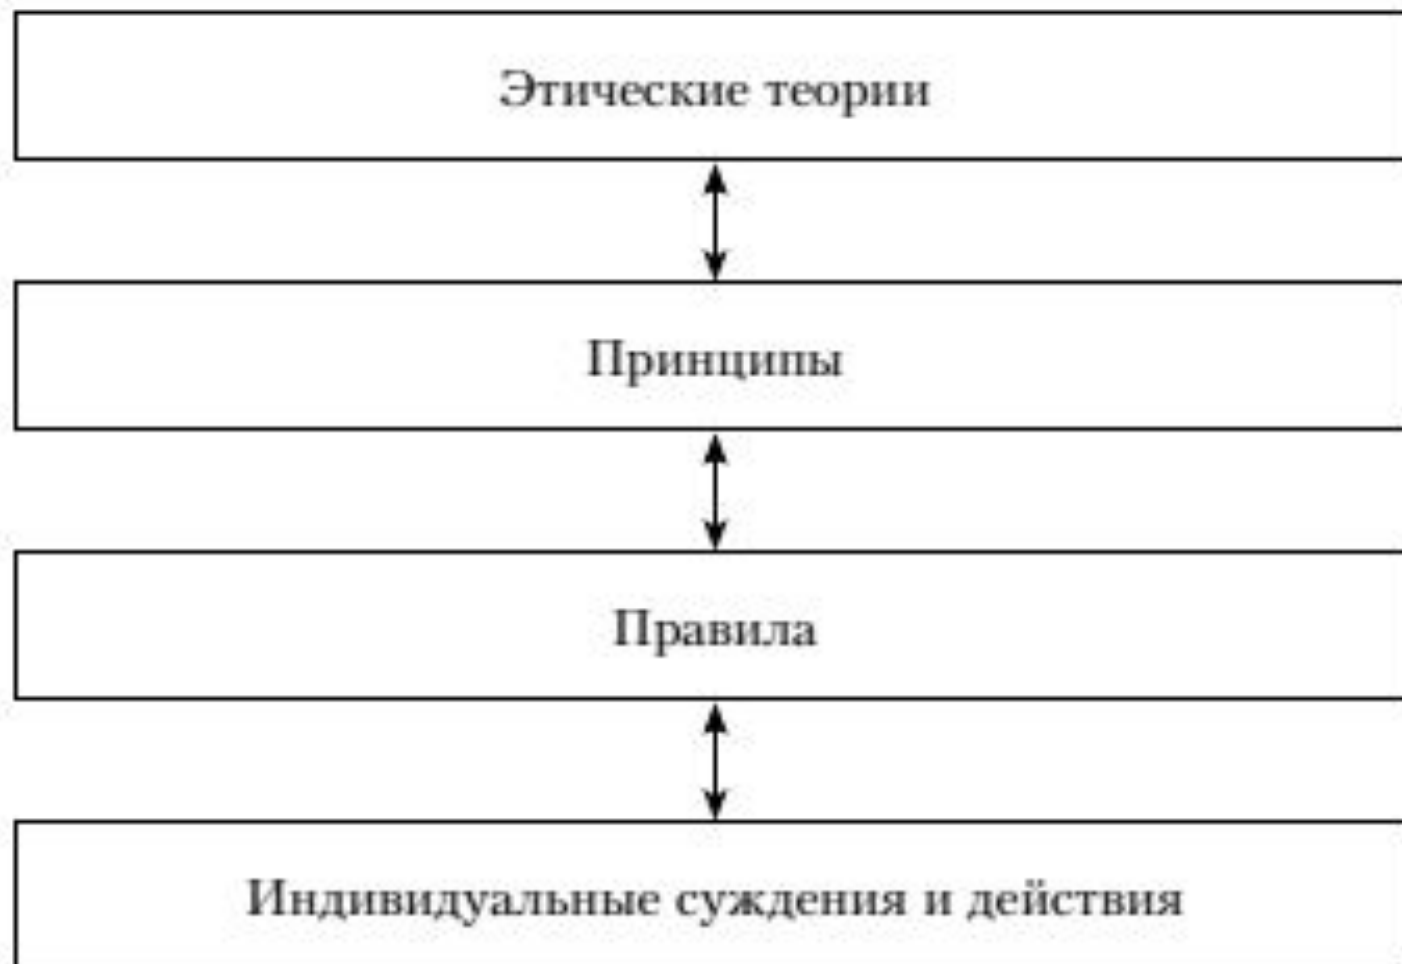 Этические теории
Принципы
Правила
Индивидуальные суждения и действия